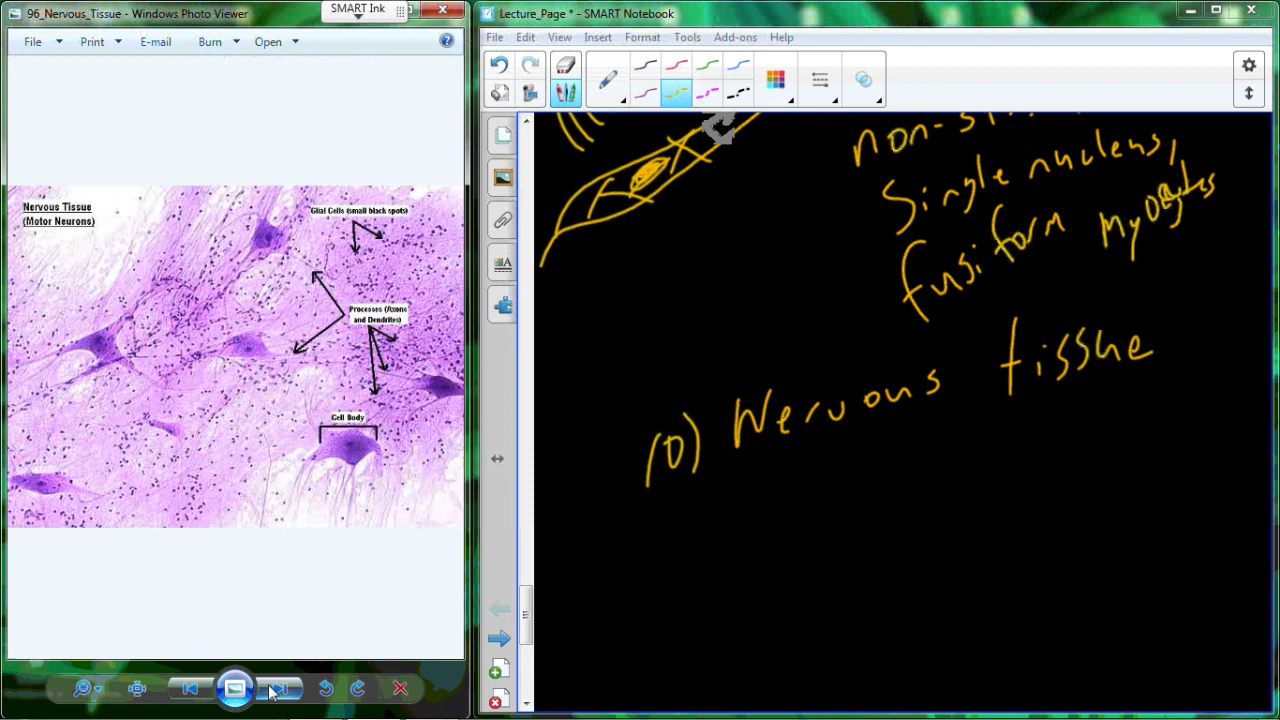 96_Nervous_Tissue - Windows Photo Viewer
SMART Ink
File Print E-mail Burn Open
Nervous Tissue
(Motor Neurons)
Glial Cells (small black spots)
Processes (Axons
and Dendrites)
Cell Body
Lecture_Page * - SMART Notebook
File Edit View Insert Format Tools Add-ons Help
Single nucleus,
fusiform myocytes
10) Nervous tissue